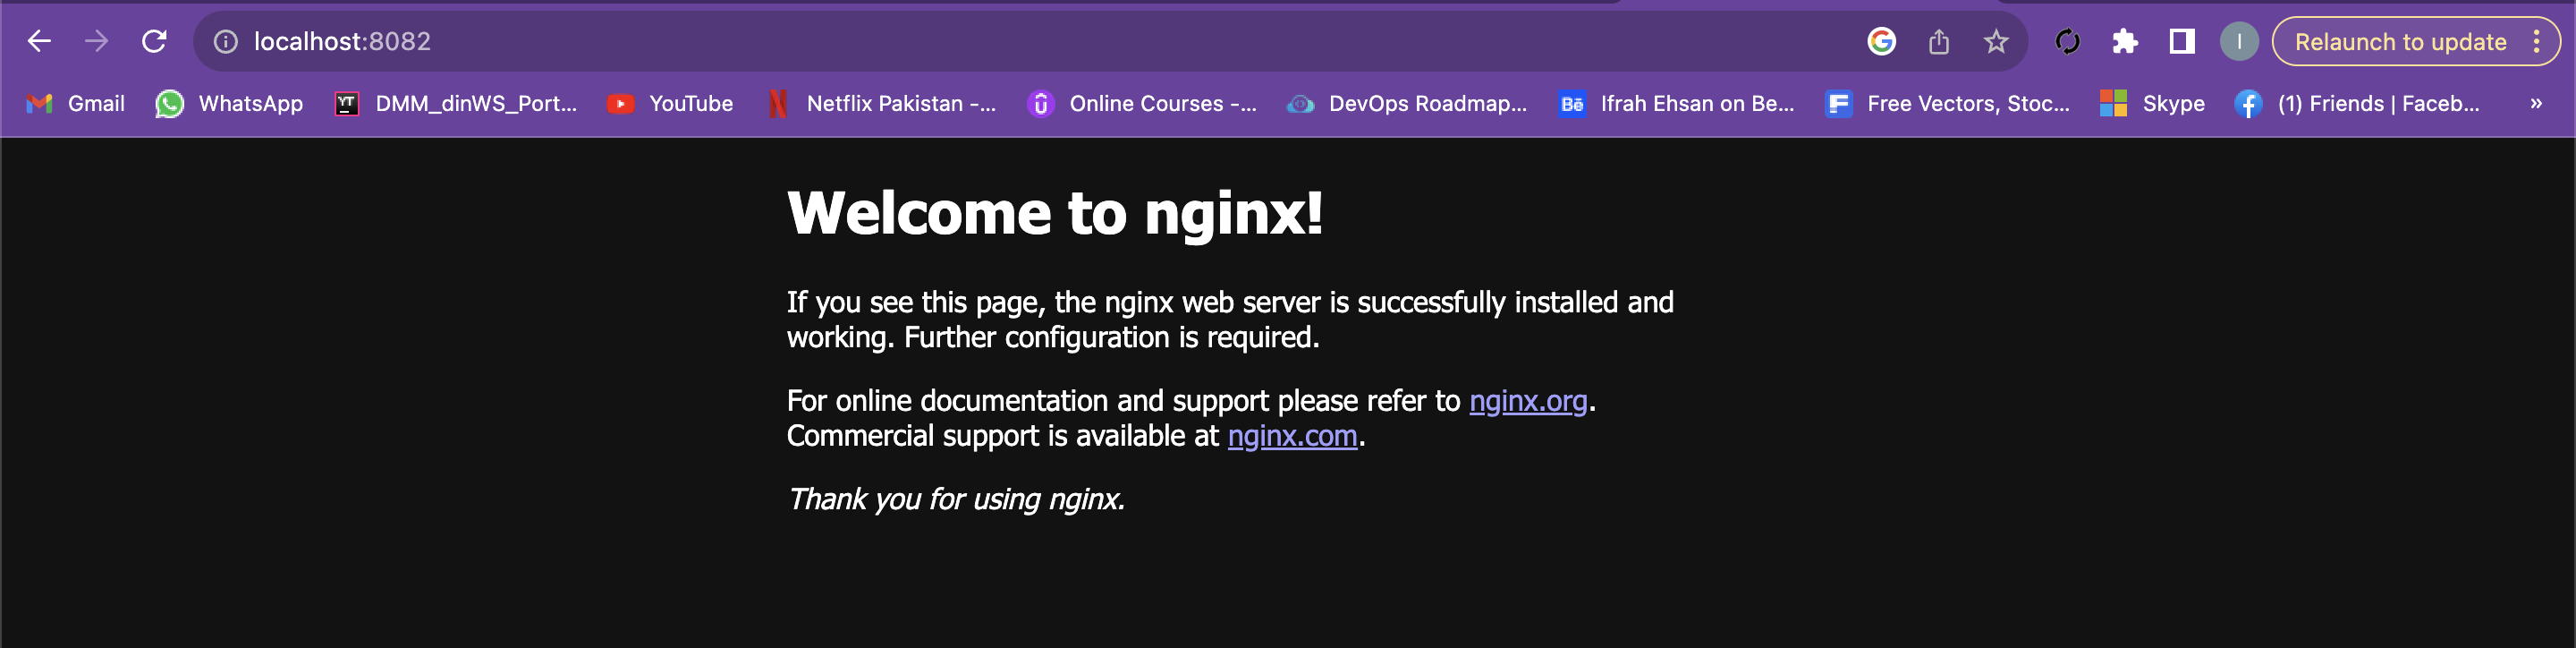 localhost:8082
Relaunch to update
Gmail WhatsApp DMM_dinWS_Port... YouTube Netflix Pakistan -... Online Courses -... DevOps Roadmap... Ifrah Ehsan on Be... Free Vectors, Stoc... Skype (1) Friends | Faceb... »
Welcome to nginx!
If you see this page, the nginx web server is successfully installed and
working. Further configuration is required.
For online documentation and support please refer to nginx.org.
Commercial support is available at nginx.com.
Thank you for using nginx.